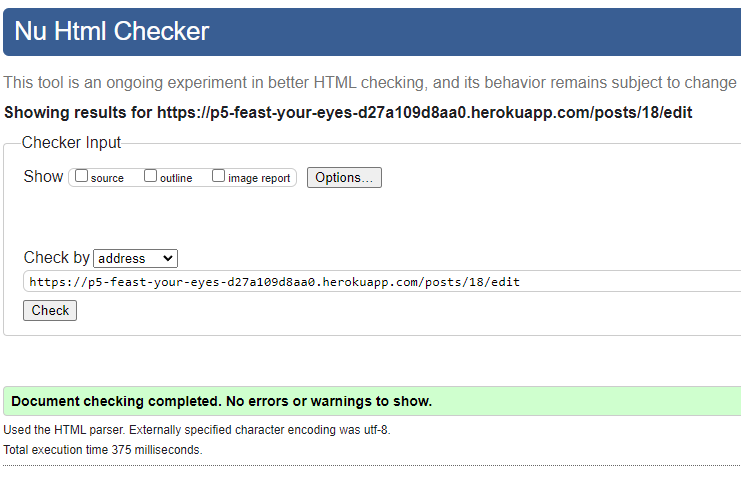 Nu Html Checker
This tool is an ongoing experiment in better HTML checking, and its behavior remains subject to change
Showing results for https://p5-feast-your-eyes-d27a109d8aa0.herokuapp.com/posts/18/edit
Checker Input
Show source outline image report Options...
Check by address
https://p5-feast-your-eyes-d27a109d8aa0.herokuapp.com/posts/18/edit
Check
Document checking completed. No errors or warnings to show.
Used the HTML parser. Externally specified character encoding was utf-8.
Total execution time 375 milliseconds.